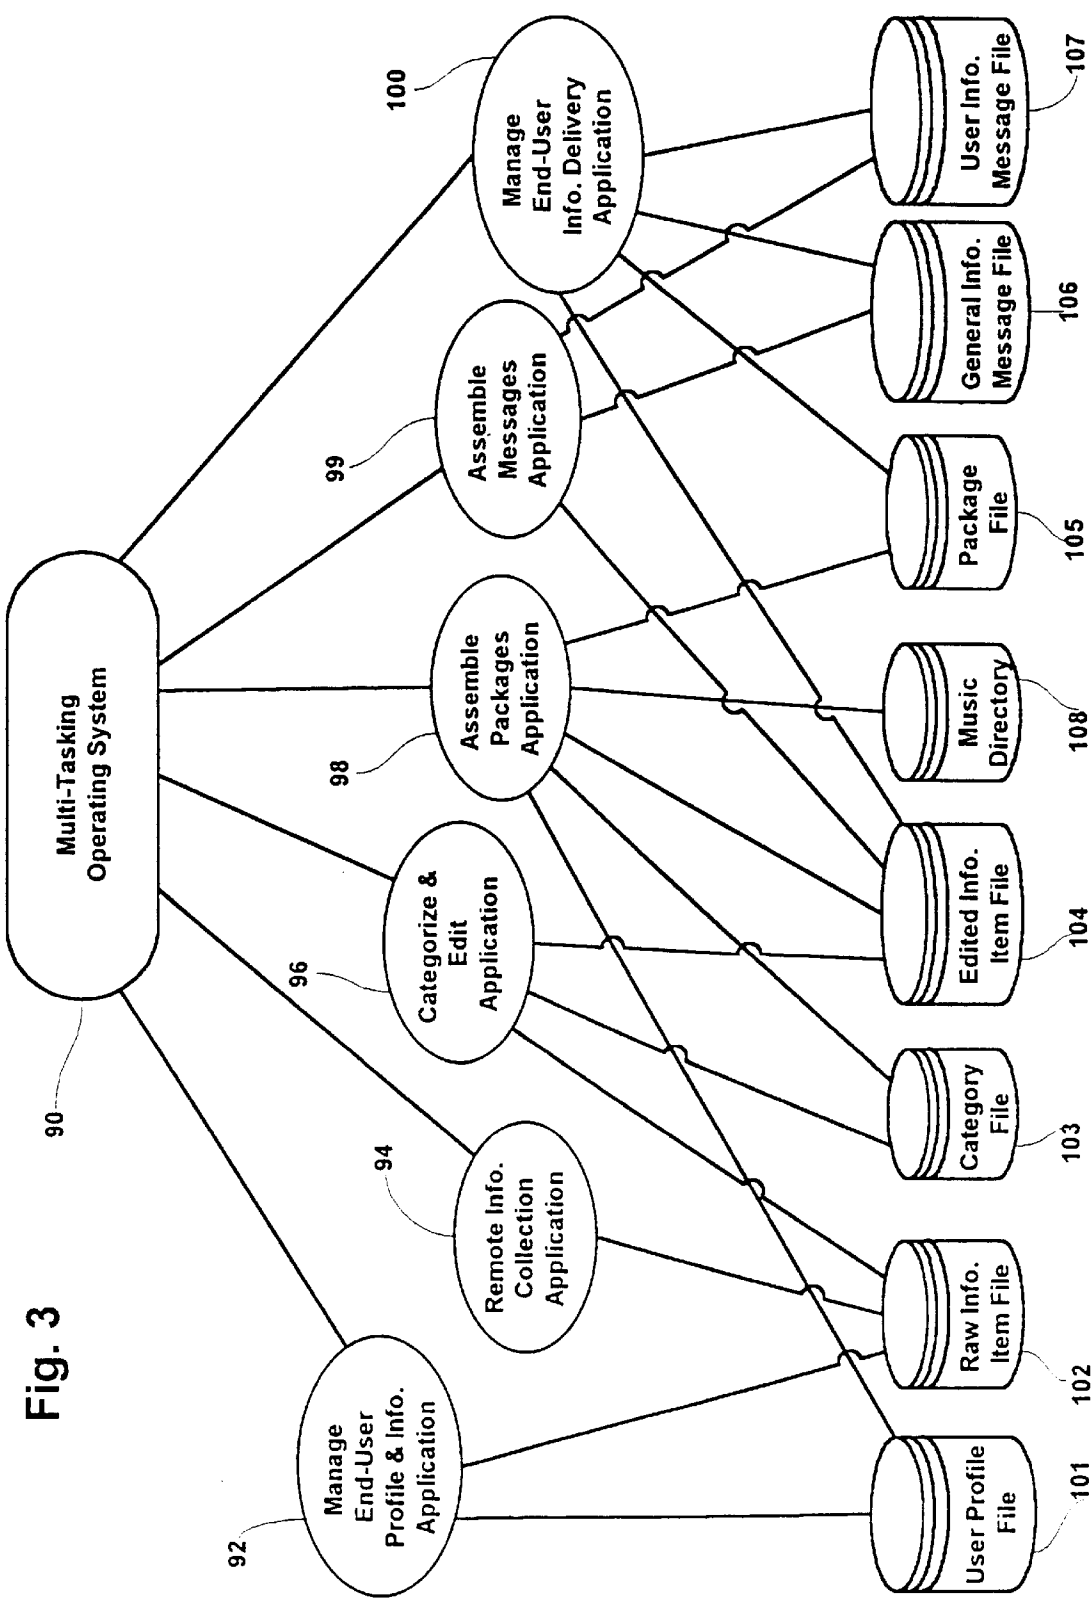 Fig. 3
Multi-Tasking
Operating System
90
Manage
End-User
Profile & Info.
Application
92
Remote Info.
Collection
Application
94
Categorize &
Edit
Application
96
Assemble
Packages
Application
98
Assemble
Messages
Application
99
Manage
End-User
Info. Delivery
Application
100
User Profile
File
101
Raw Info.
Item File
102
Category
File
103
Edited Info.
Item File
104
Music
Directory
108
Package
File
105
General Info.
Message File
106
User Info.
Message File
107